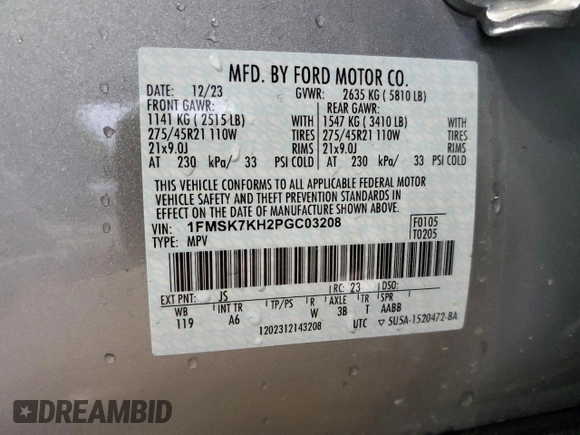 MFD. BY FORD MOTOR CO.
DATE: 12/23 GVWR: 2635 KG ( 5810 LB)
FRONT GAWR: REAR GAWR:
1141 KG ( 2515 LB) WITH 1547 KG ( 3410 LB) WITH
275/45R21 110W TIRES 275/45R21 110W TIRES
21x9.0J RIMS 21x9.0J RIMS
AT 230 kPa/ 33 PSI COLD AT 230 kPa/ 33 PSI COLD
THIS VEHICLE CONFORMS TO ALL APPLICABLE FEDERAL MOTOR
VEHICLE SAFETY AND THEFT PREVENTION STANDARDS IN
EFFECT ON THE DATE OF MANUFACTURE SHOWN ABOVE.
VIN: 1FMSK7KH2PGC03208 F0105
TYPE: MPV T0205
EXT PNT: JS RC: 23 DSO:
WB INT TR TP/PS R AXLE TR SPR
119 A6 W 3B T AABB
1202312143208 UTC ▽ 5U5A-1520472-BA
DREAMBID